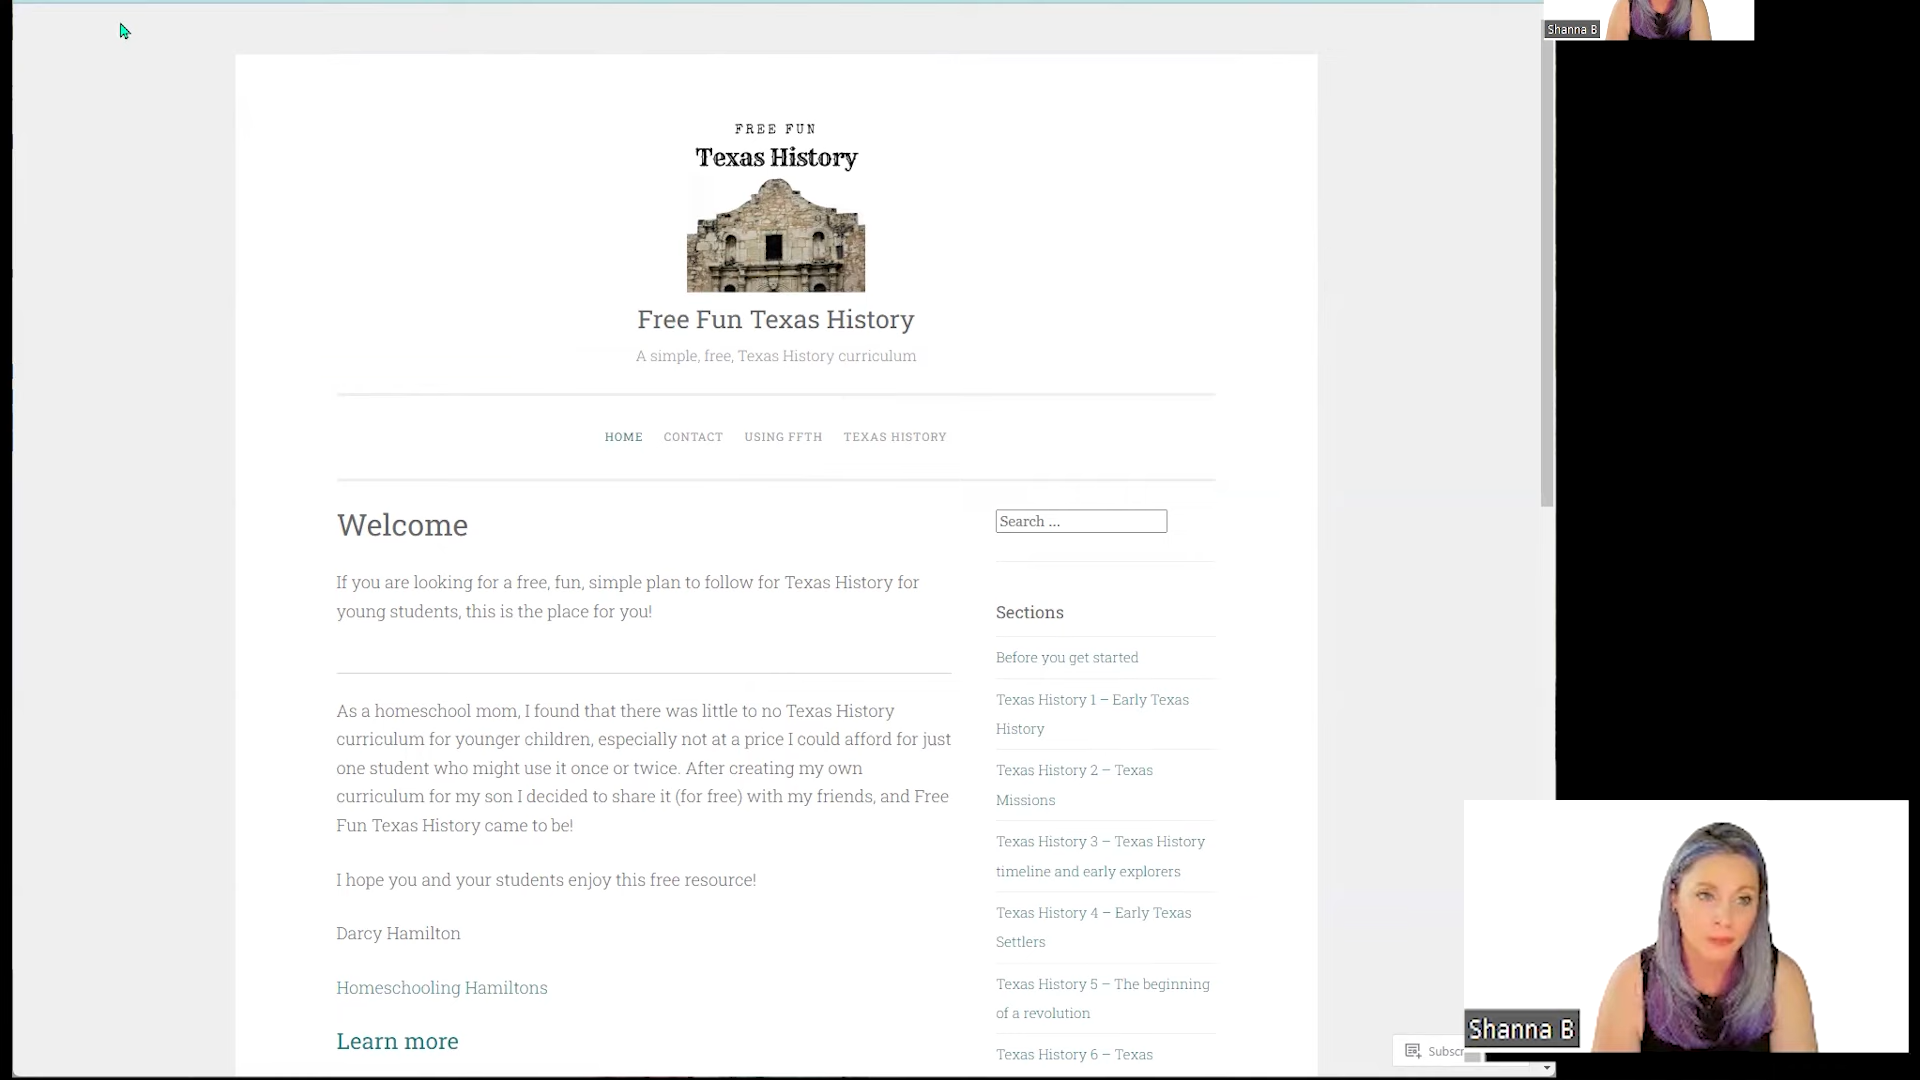 Shanna B
FREE FUN
Texas History
Free Fun Texas History
A simple, free, Texas History curriculum
HOME CONTACT USING FFTH TEXAS HISTORY
Welcome
If you are looking for a free, fun, simple plan to follow for Texas History for
young students, this is the place for you!
As a homeschool mom, I found that there was little to no Texas History
curriculum for younger children, especially not at a price I could afford for just
one student who might use it once or twice. After creating my own
curriculum for my son I decided to share it (for free) with my friends, and Free
Fun Texas History came to be!
I hope you and your students enjoy this free resource!
Darcy Hamilton
Homeschooling Hamiltons
Learn more
Search ...
Sections
Before you get started
Texas History 1 – Early Texas
History
Texas History 2 – Texas
Missions
Texas History 3 – Texas History
timeline and early explorers
Texas History 4 – Early Texas
Settlers
Texas History 5 – The beginning
of a revolution
Texas History 6 – Texas
Shanna B